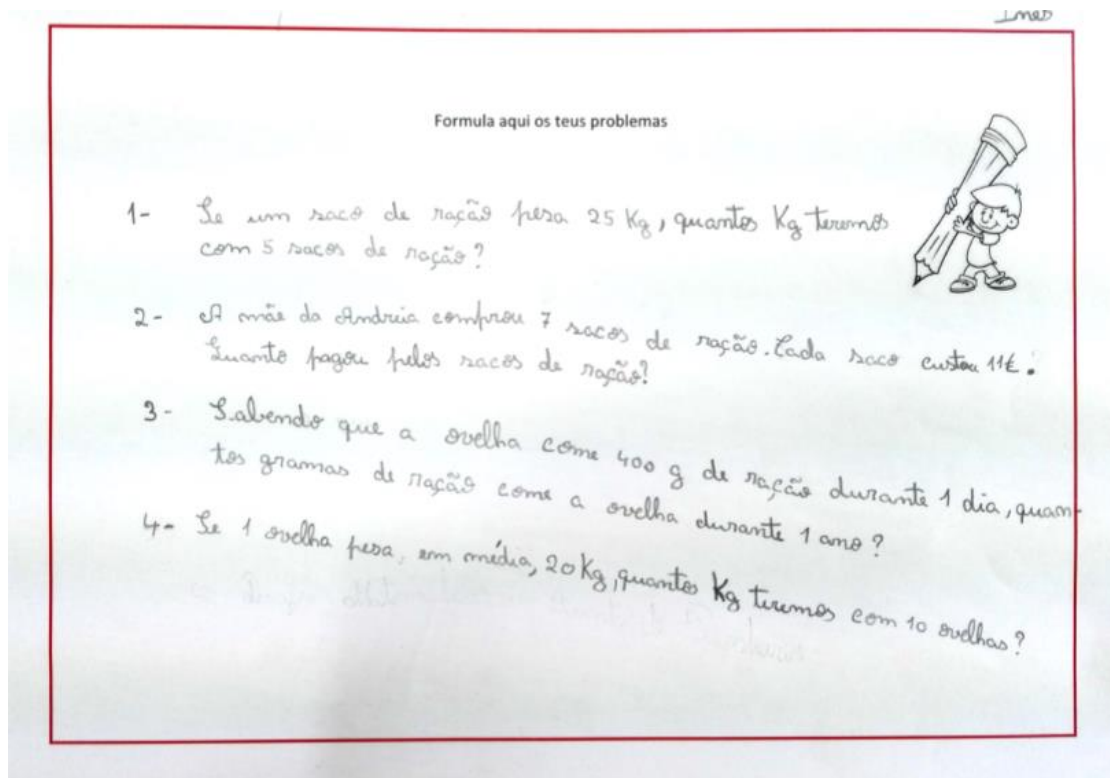 Inês
Formula aqui os teus problemas
1- Se um saco de ração pesa 25 Kg, quantos Kg teremos
com 5 sacos de ração?
2- A mãe da Andreia comprou 7 sacos de ração. Cada saco custou 11€.
Quanto pagou pelos sacos de ração?
3- Sabendo que a ovelha come 400 g de ração durante 1 dia, quan-
tos gramas de ração come a ovelha durante 1 ano?
4- Se 1 ovelha pesa, em média, 20 Kg, quantos Kg teremos com 10 ovelhas?